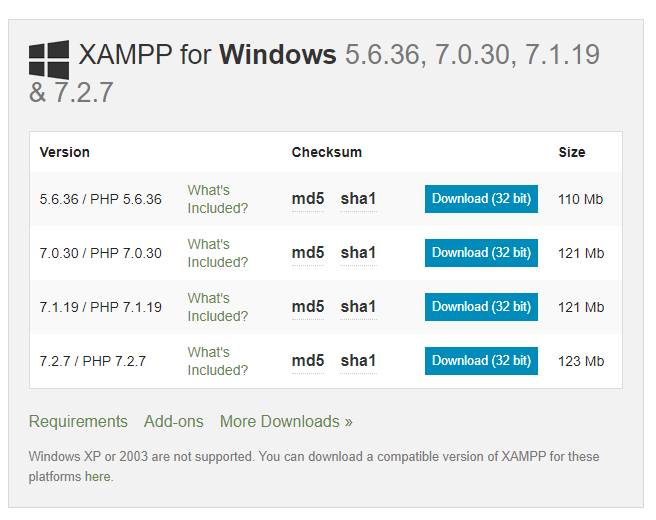 XAMPP for Windows 5.6.36, 7.0.30, 7.1.19
& 7.2.7
Version Checksum Size
5.6.36 / PHP 5.6.36 What's Included? md5 sha1 Download (32 bit) 110 Mb
7.0.30 / PHP 7.0.30 What's Included? md5 sha1 Download (32 bit) 121 Mb
7.1.19 / PHP 7.1.19 What's Included? md5 sha1 Download (32 bit) 121 Mb
7.2.7 / PHP 7.2.7 What's Included? md5 sha1 Download (32 bit) 123 Mb
Requirements Add-ons More Downloads »
Windows XP or 2003 are not supported. You can download a compatible version of XAMPP for these
platforms here.